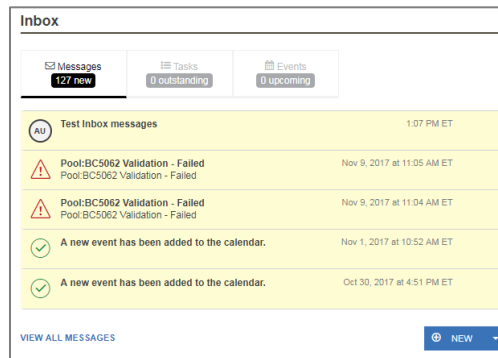 Inbox
Messages Tasks Events
127 new 0 outstanding 0 upcoming
AU Test Inbox messages 1:07 PM ET
Pool:BC5062 Validation - Failed Nov 9, 2017 at 11:05 AM ET
Pool:BC5062 Validation - Failed
Pool:BC5062 Validation - Failed Nov 9, 2017 at 11:04 AM ET
Pool:BC5062 Validation - Failed
A new event has been added to the calendar. Nov 1, 2017 at 10:52 AM ET
A new event has been added to the calendar. Oct 30, 2017 at 4:51 PM ET
VIEW ALL MESSAGES NEW